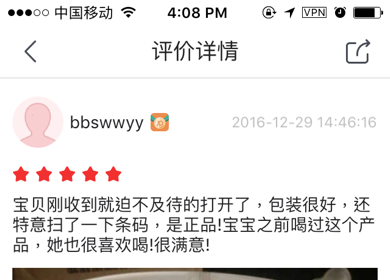 中国移动 4:08 PM VPN
评价详情
bbswwyy 2016-12-29 14:46:16
宝贝刚收到就迫不及待的打开了，包装很好，还
特意扫了一下条码，是正品!宝宝之前喝过这个产
品，她也很喜欢喝!很满意!